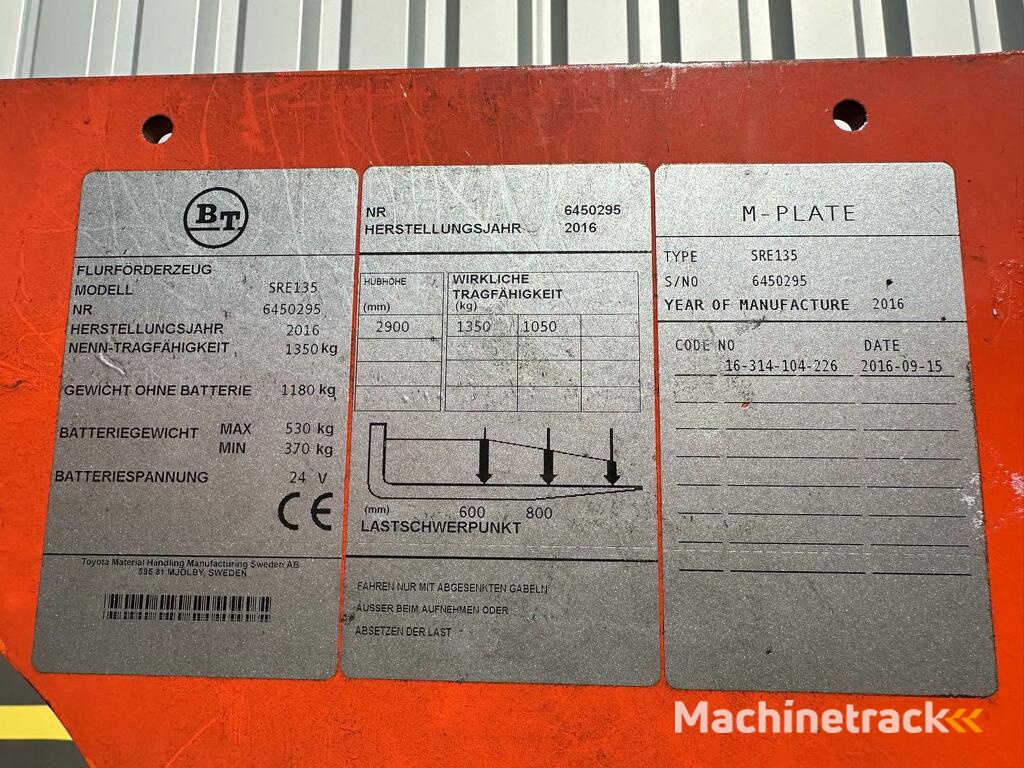 BT
FLURFÖRDERZEUG
MODELL SRE135
NR 6450295
HERSTELLUNGSJAHR 2016
NENN-TRAGFÄHIGKEIT 1350 kg
GEWICHT OHNE BATTERIE 1180 kg
BATTERIEGEWICHT MAX 530 kg
MIN 370 kg
BATTERIESPANNUNG 24 V
CE
Toyota Material Handling Manufacturing Sweden AB
595 81 MJÖLBY, SWEDEN
NR 6450295
HERSTELLUNGSJAHR 2016
HUBHÖHE (mm)
WIRKLICHE
TRAGFÄHIGKEIT
(kg)
2900 1350 1050
(mm) 600 800
LASTSCHWERPUNKT
FAHREN NUR MIT ABGESENKTEN GABELN
AUSSER BEIM AUFNEHMEN ODER
ABSETZEN DER LAST
M-PLATE
TYPE SRE135
S/NO 6450295
YEAR OF MANUFACTURE 2016
CODE NO DATE
16-314-104-226 2016-09-15
Machinetrack